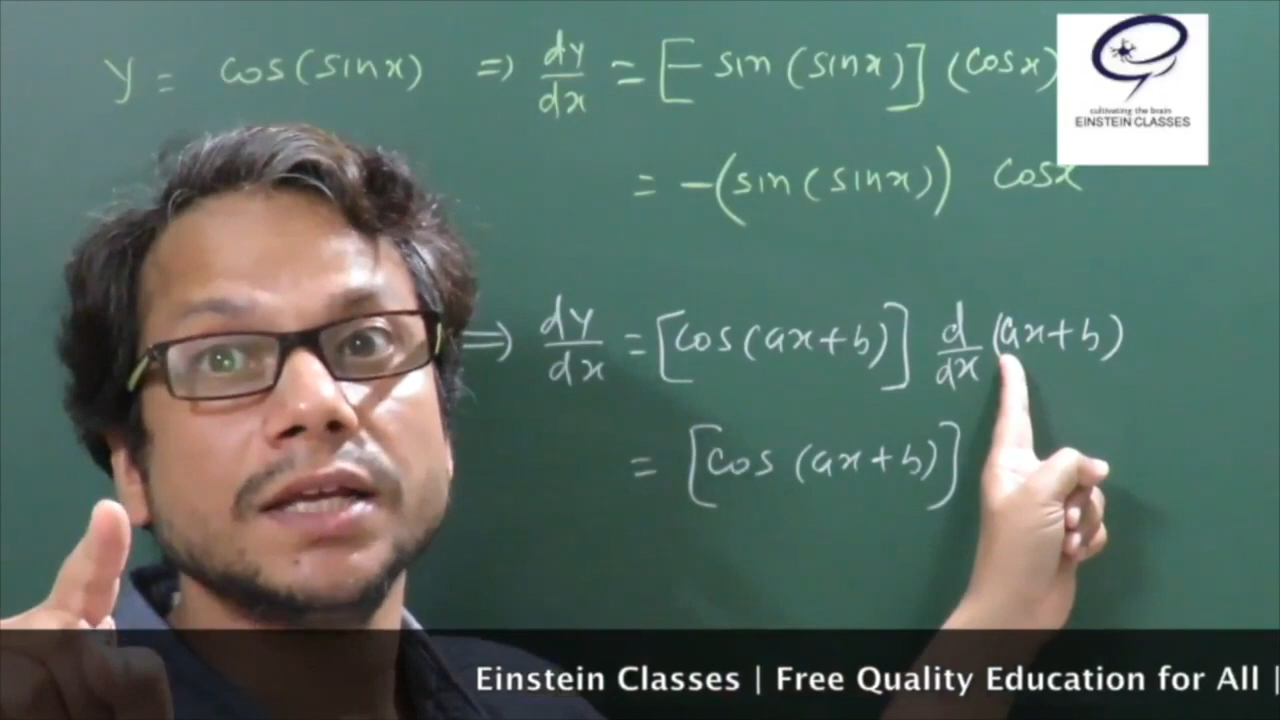 y = cos(sinx) ⇒ dy/dx = [- sin (sinx)] (cosx)
= -(sin(sinx)) cosx
⇒ dy/dx = [cos(ax+b)] d/dx (ax+b)
= [cos (ax+b)]
cultivating the brain
EINSTEIN CLASSES
Einstein Classes | Free Quality Education for All |